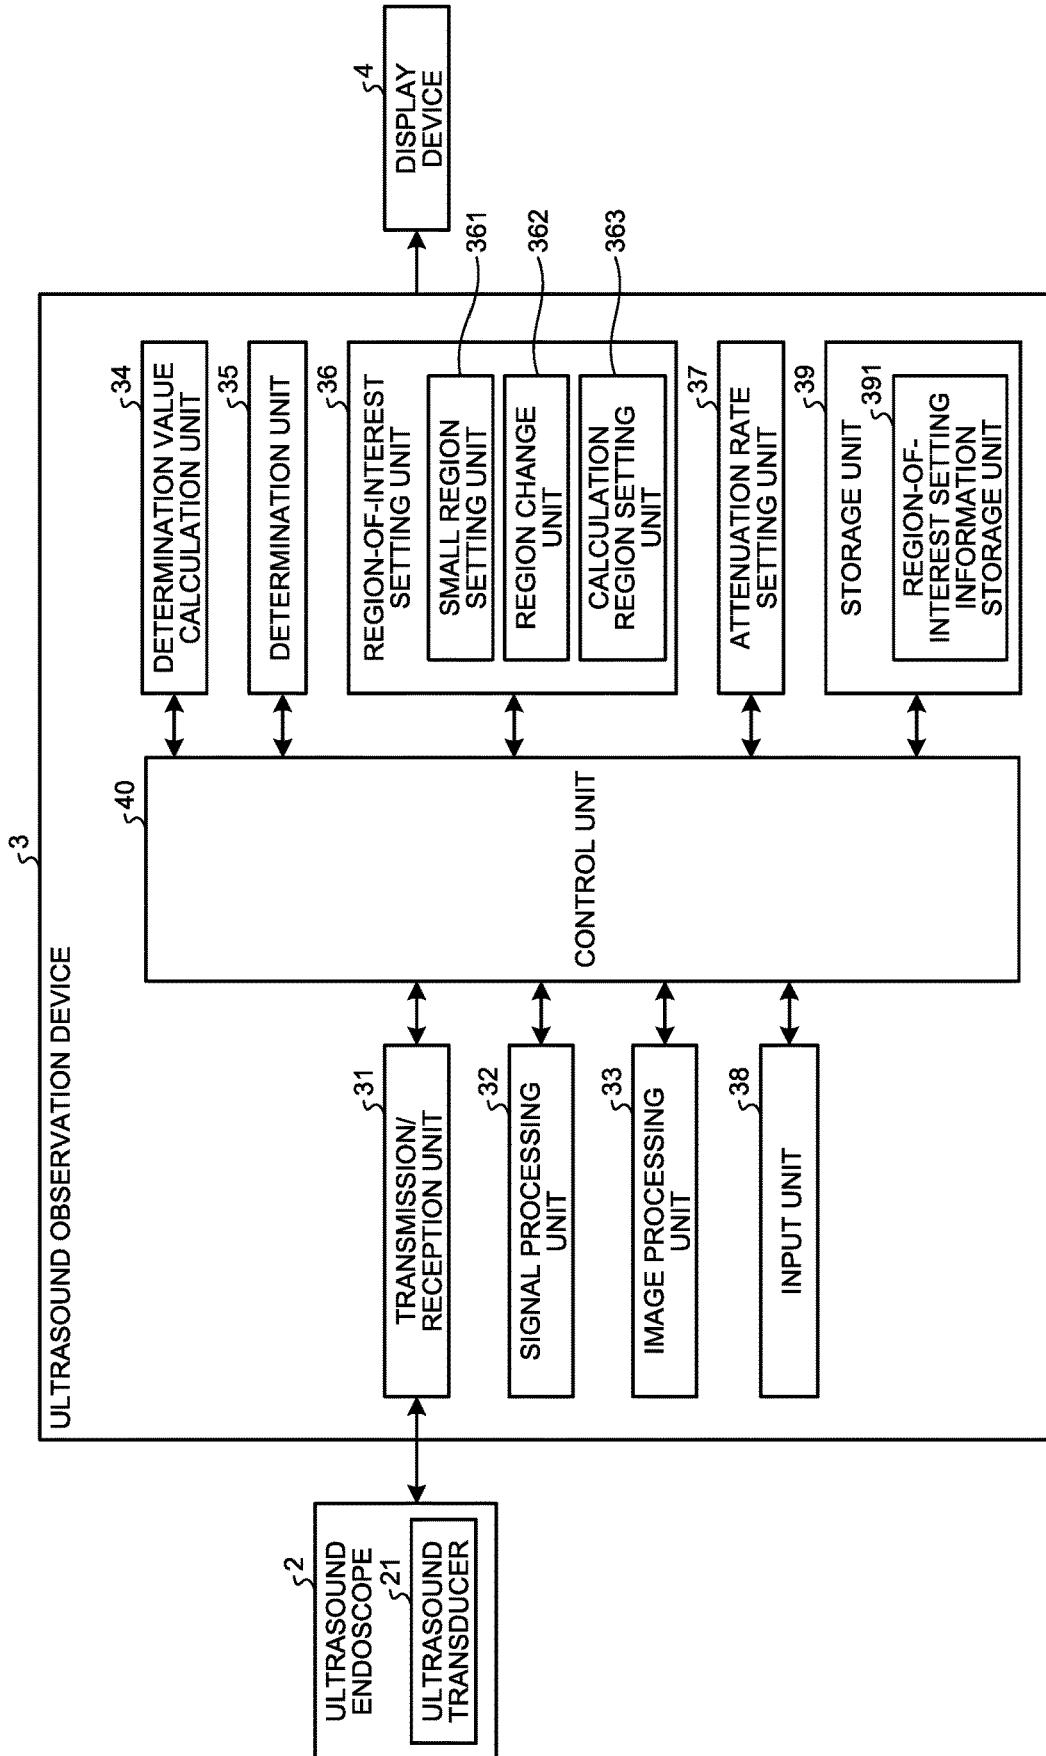 ULTRASOUND OBSERVATION DEVICE
3
2
ULTRASOUND
ENDOSCOPE
21
ULTRASOUND
TRANSDUCER
31
TRANSMISSION/
RECEPTION UNIT
32
SIGNAL PROCESSING
UNIT
33
IMAGE PROCESSING
UNIT
38
INPUT UNIT
40
CONTROL UNIT
34
DETERMINATION VALUE
CALCULATION UNIT
35
DETERMINATION UNIT
36
REGION-OF-INTEREST
SETTING UNIT
SMALL REGION
SETTING UNIT
361
REGION CHANGE
UNIT
362
CALCULATION
REGION SETTING
UNIT
363
37
ATTENUATION RATE
SETTING UNIT
39
STORAGE UNIT
391
REGION-OF-
INTEREST SETTING
INFORMATION
STORAGE UNIT
4
DISPLAY
DEVICE